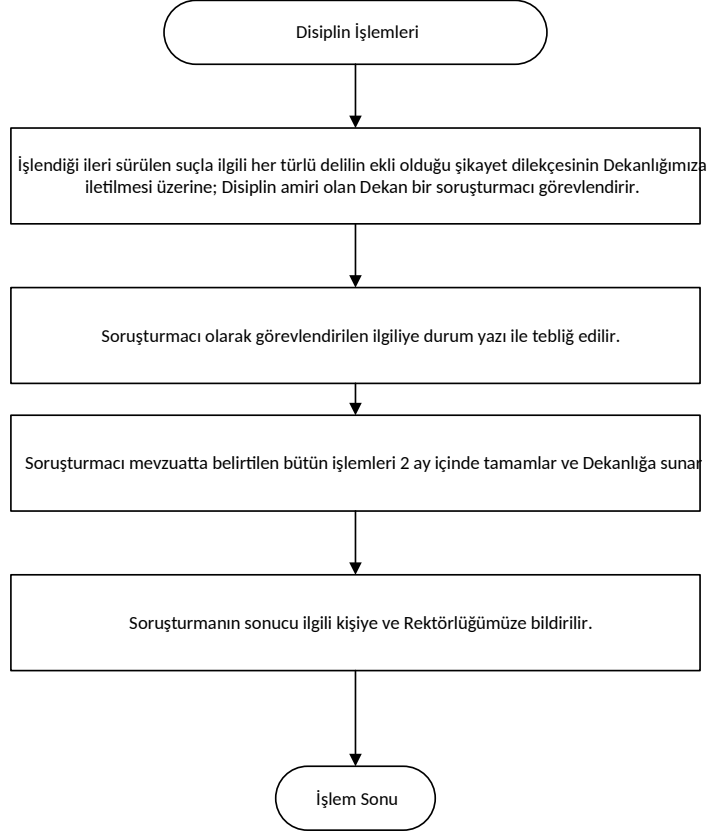 Disiplin İşlemleri
İşlendiği ileri sürülen suçla ilgili her türlü delilin ekli olduğu şikayet dilekçesinin Dekanlığımıza
iletilmesi üzerine; Disiplin amiri olan Dekan bir soruşturmacı görevlendirir.
Soruşturmacı olarak görevlendirilen ilgiliye durum yazı ile tebliğ edilir.
Soruşturmacı mevzuatta belirtilen bütün işlemleri 2 ay içinde tamamlar ve Dekanlığa sunar
Soruşturmanın sonucu ilgili kişiye ve Rektörlüğümüze bildirilir.
İşlem Sonu